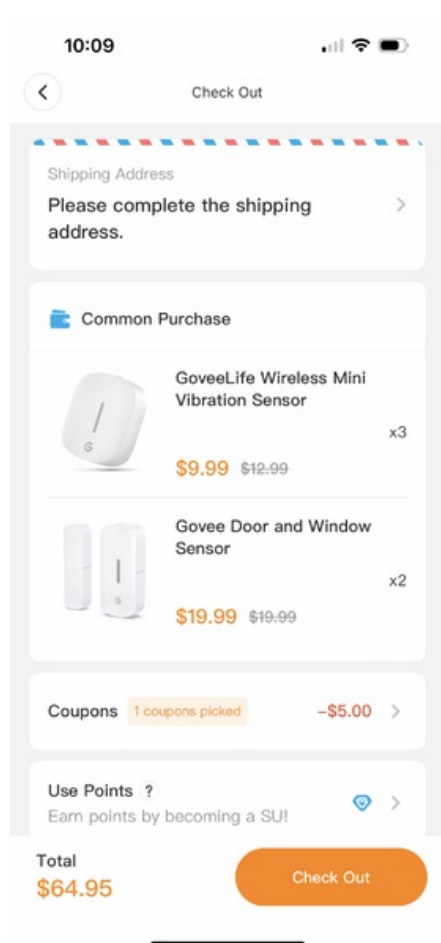 10:09
Check Out
Shipping Address
Please complete the shipping
address.
Common Purchase
GoveeLife Wireless Mini
Vibration Sensor
x3
$9.99 $12.99
Govee Door and Window
Sensor
x2
$19.99 $19.99
Coupons 1 coupons picked -$5.00
Use Points ?
Earn points by becoming a SU!
Total
$64.95
Check Out